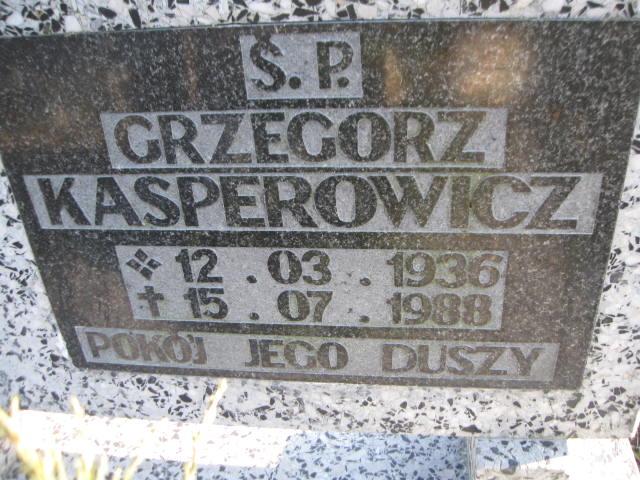 Ś. P.
GRZEGORZ
KASPEROWICZ
12 . 03 . 1936
✝ 15 . 07 . 1988
POKÓJ JEGO DUSZY